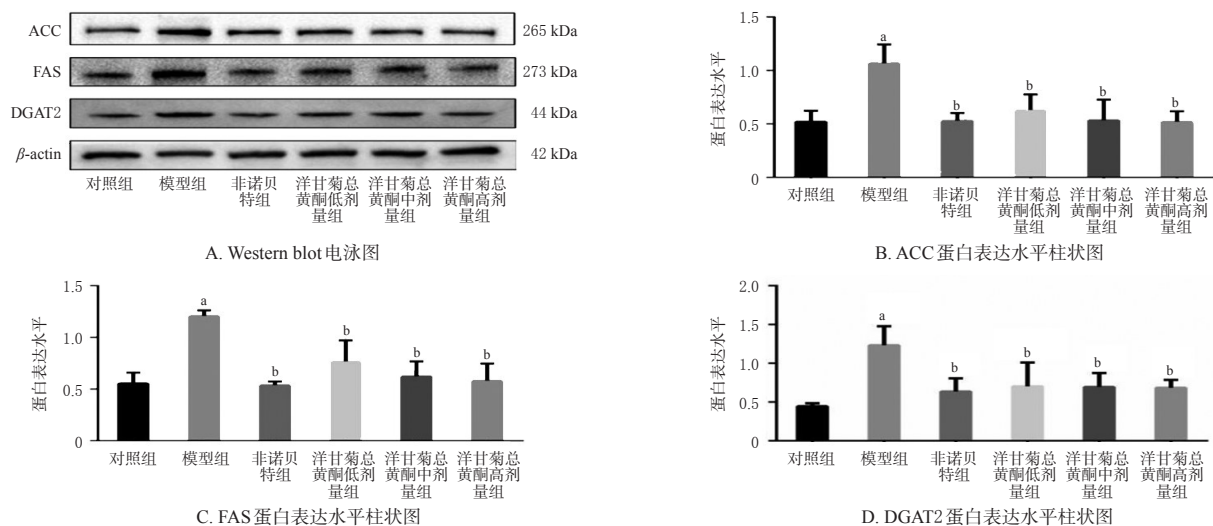 ACC
265 kDa
FAS
273 kDa
DGAT2
44 kDa
β-actin
42 kDa
对照组
模型组
非诺贝
特组
洋甘菊总
黄酮低剂
量组
洋甘菊总
黄酮中剂
量组
洋甘菊总
黄酮高剂
量组
A. Western blot电泳图
蛋白表达水平
1.5
1.0
0.5
0
a
b
b
b
b
对照组
模型组
非诺贝
特组
洋甘菊总
黄酮低剂
量组
洋甘菊总
黄酮中剂
量组
洋甘菊总
黄酮高剂
量组
B. ACC蛋白表达水平柱状图
蛋白表达水平
1.5
1.0
0.5
0
a
b
b
b
b
对照组
模型组
非诺贝
特组
洋甘菊总
黄酮低剂
量组
洋甘菊总
黄酮中剂
量组
洋甘菊总
黄酮高剂
量组
C. FAS蛋白表达水平柱状图
蛋白表达水平
2.0
1.5
1.0
0.5
0
a
b
b
b
b
对照组
模型组
非诺贝
特组
洋甘菊总
黄酮低剂
量组
洋甘菊总
黄酮中剂
量组
洋甘菊总
黄酮高剂
量组
D. DGAT2蛋白表达水平柱状图